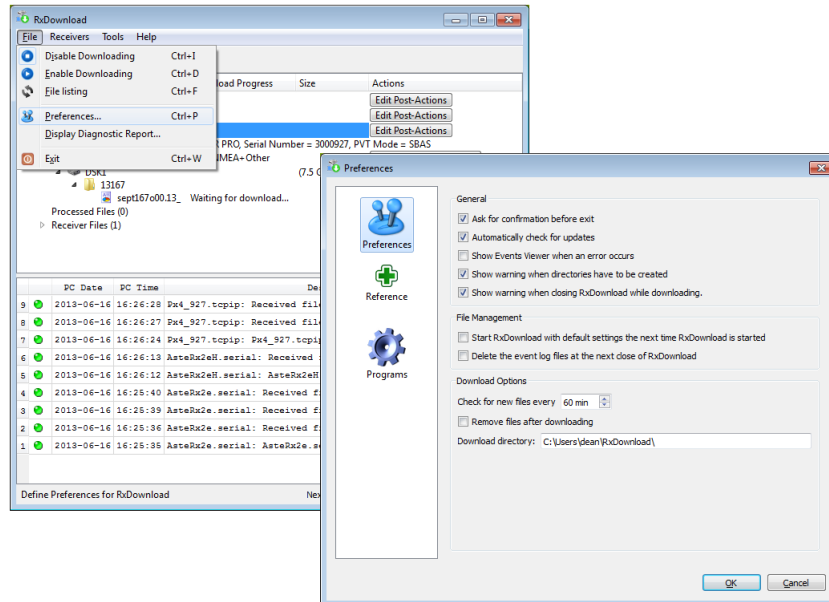 RxDownload
File Receivers Tools Help
Disable Downloading Ctrl+I
Enable Downloading Ctrl+D
File listing Ctrl+F
Preferences... Ctrl+P
Display Diagnostic Report...
Exit Ctrl+W
load Progress Size Actions
Edit Post-Actions
Edit Post-Actions
Edit Post-Actions
PRO, Serial Number = 3000927, PVT Mode = SBAS
NMEA+Other
DSK1 (7.5
13167
sept167o00.13_ Waiting for download...
Processed Files (0)
Receiver Files (1)
PC Date PC Time
9 2013-06-16 16:26:28 Px4_927.tcpip: Received
8 2013-06-16 16:26:27 Px4_927.tcpip: Received
7 2013-06-16 16:26:24 Px4_927.tcpip:
6 2013-06-16 16:26:13 AsteRx2eH.serial: Received
5 2013-06-16 16:26:12 AsteRx2eH.serial: AsteRx2eH
4 2013-06-16 16:25:40 AsteRx2e.serial: Received
3 2013-06-16 16:25:39 AsteRx2e.serial: Received
2 2013-06-16 16:25:36 AsteRx2e.serial: Received
1 2013-06-16 16:25:35 AsteRx2e.serial:
Define Preferences for RxDownload
Preferences
Preferences
Reference
Programs
General
Ask for confirmation before exit
Automatically check for updates
Show Events Viewer when an error occurs
Show warning when directories have to be created
Show warning when closing RxDownload while downloading.
File Management
Start RxDownload with default settings the next time RxDownload is started
Delete the event log files at the next close of RxDownload
Download Options
Check for new files every 60 min
Remove files after downloading
Download directory: C:\Users\dean\RxDownload\
OK Cancel